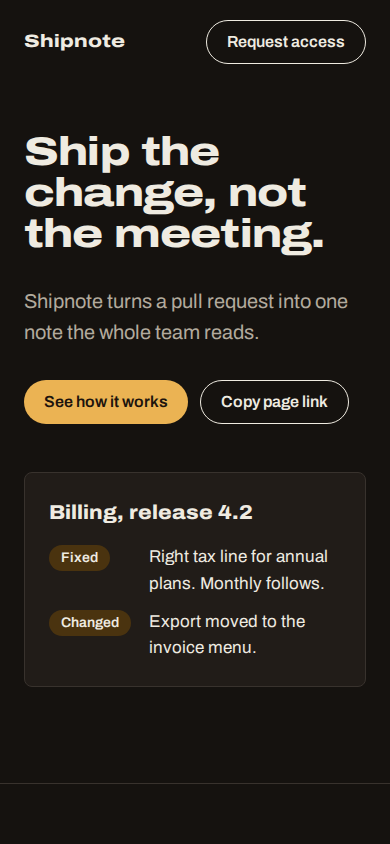 Shipnote
Request access
Ship the
change, not
the meeting.
Shipnote turns a pull request into one
note the whole team reads.
See how it works
Copy page link
Billing, release 4.2
Fixed
Right tax line for annual
plans. Monthly follows.
Changed
Export moved to the
invoice menu.